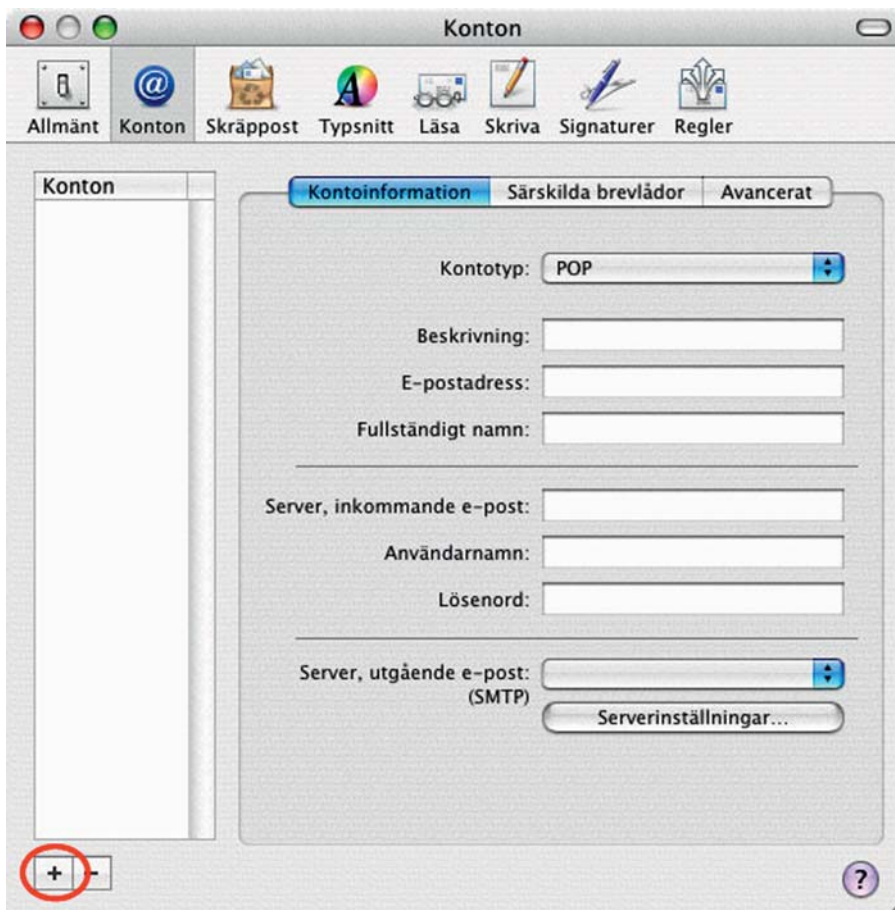 Konton
Allmänt Konton Skräppost Typsnitt Läsa Skriva Signaturer Regler
Konton
Kontoinformation Särskilda brevlådor Avancerat
Kontotyp: POP
Beskrivning:
E-postadress:
Fullständigt namn:
Server, inkommande e-post:
Användarnamn:
Lösenord:
Server, utgående e-post:
(SMTP)
Serverinställningar...
+ -
?